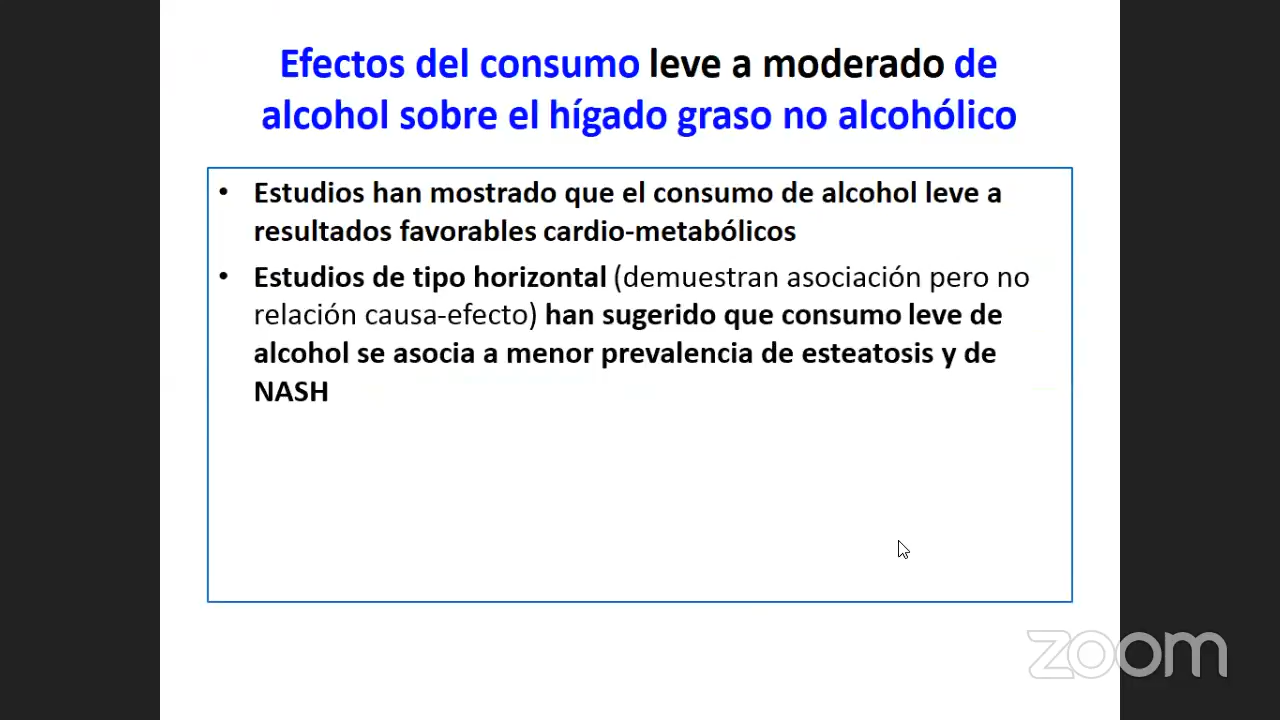 Efectos del consumo leve a moderado de
alcohol sobre el hígado graso no alcohólico
• Estudios han mostrado que el consumo de alcohol leve a
resultados favorables cardio-metabólicos
• Estudios de tipo horizontal (demuestran asociación pero no
relación causa-efecto) han sugerido que consumo leve de
alcohol se asocia a menor prevalencia de esteatosis y de
NASH
zoom